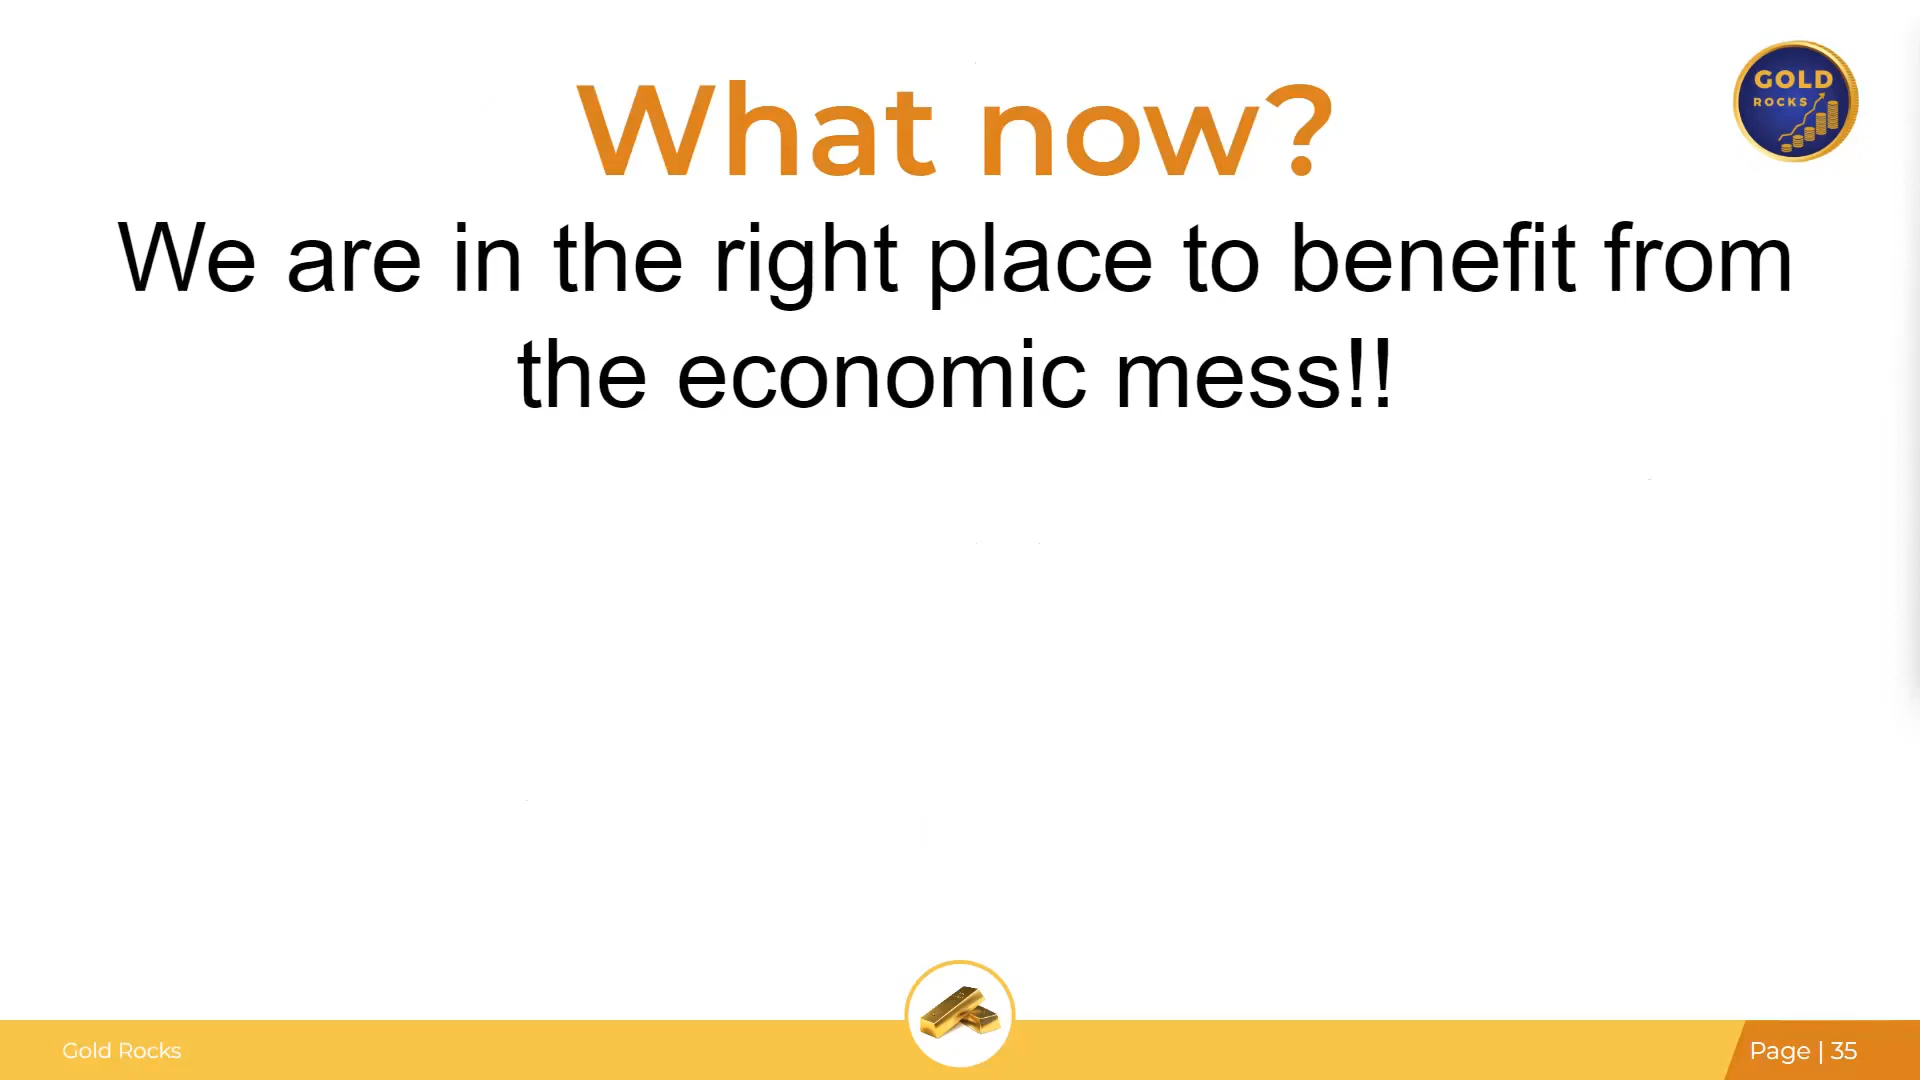 GOLD
ROCKS
What now?
We are in the right place to benefit from
the economic mess!!
Gold Rocks
Page | 35